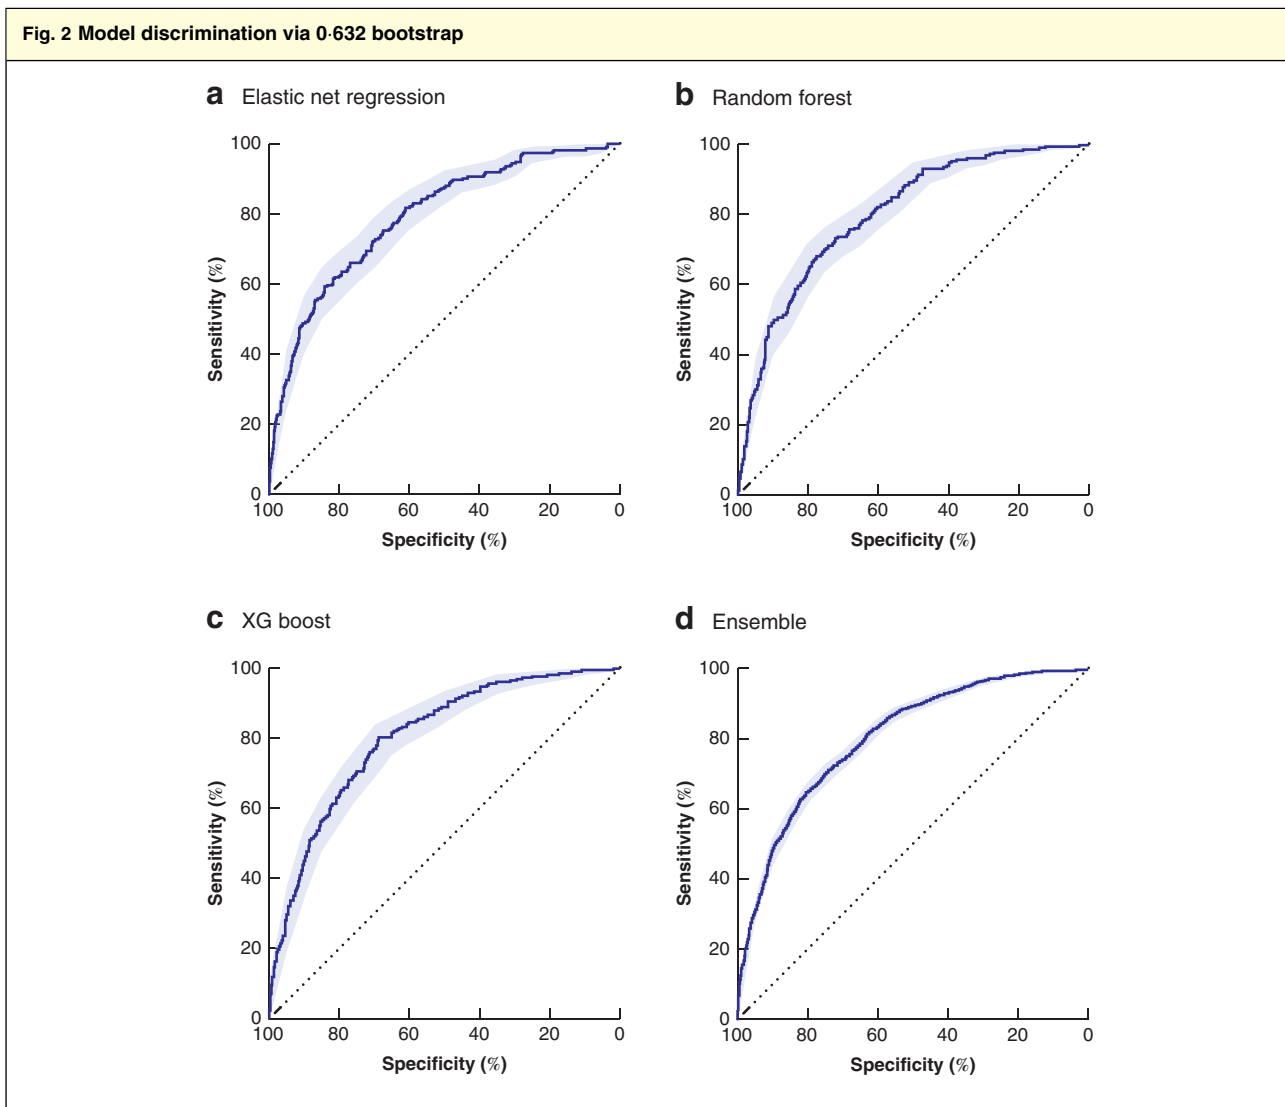 Fig. 2 Model discrimination via 0·632 bootstrap
a Elastic net regression
100
80
60
40
20
0
Sensitivity (%)
100 80 60 40 20 0
Specificity (%)
b Random forest
100
80
60
40
20
0
Sensitivity (%)
100 80 60 40 20 0
Specificity (%)
c XG boost
100
80
60
40
20
0
Sensitivity (%)
100 80 60 40 20 0
Specificity (%)
d Ensemble
100
80
60
40
20
0
Sensitivity (%)
100 80 60 40 20 0
Specificity (%)